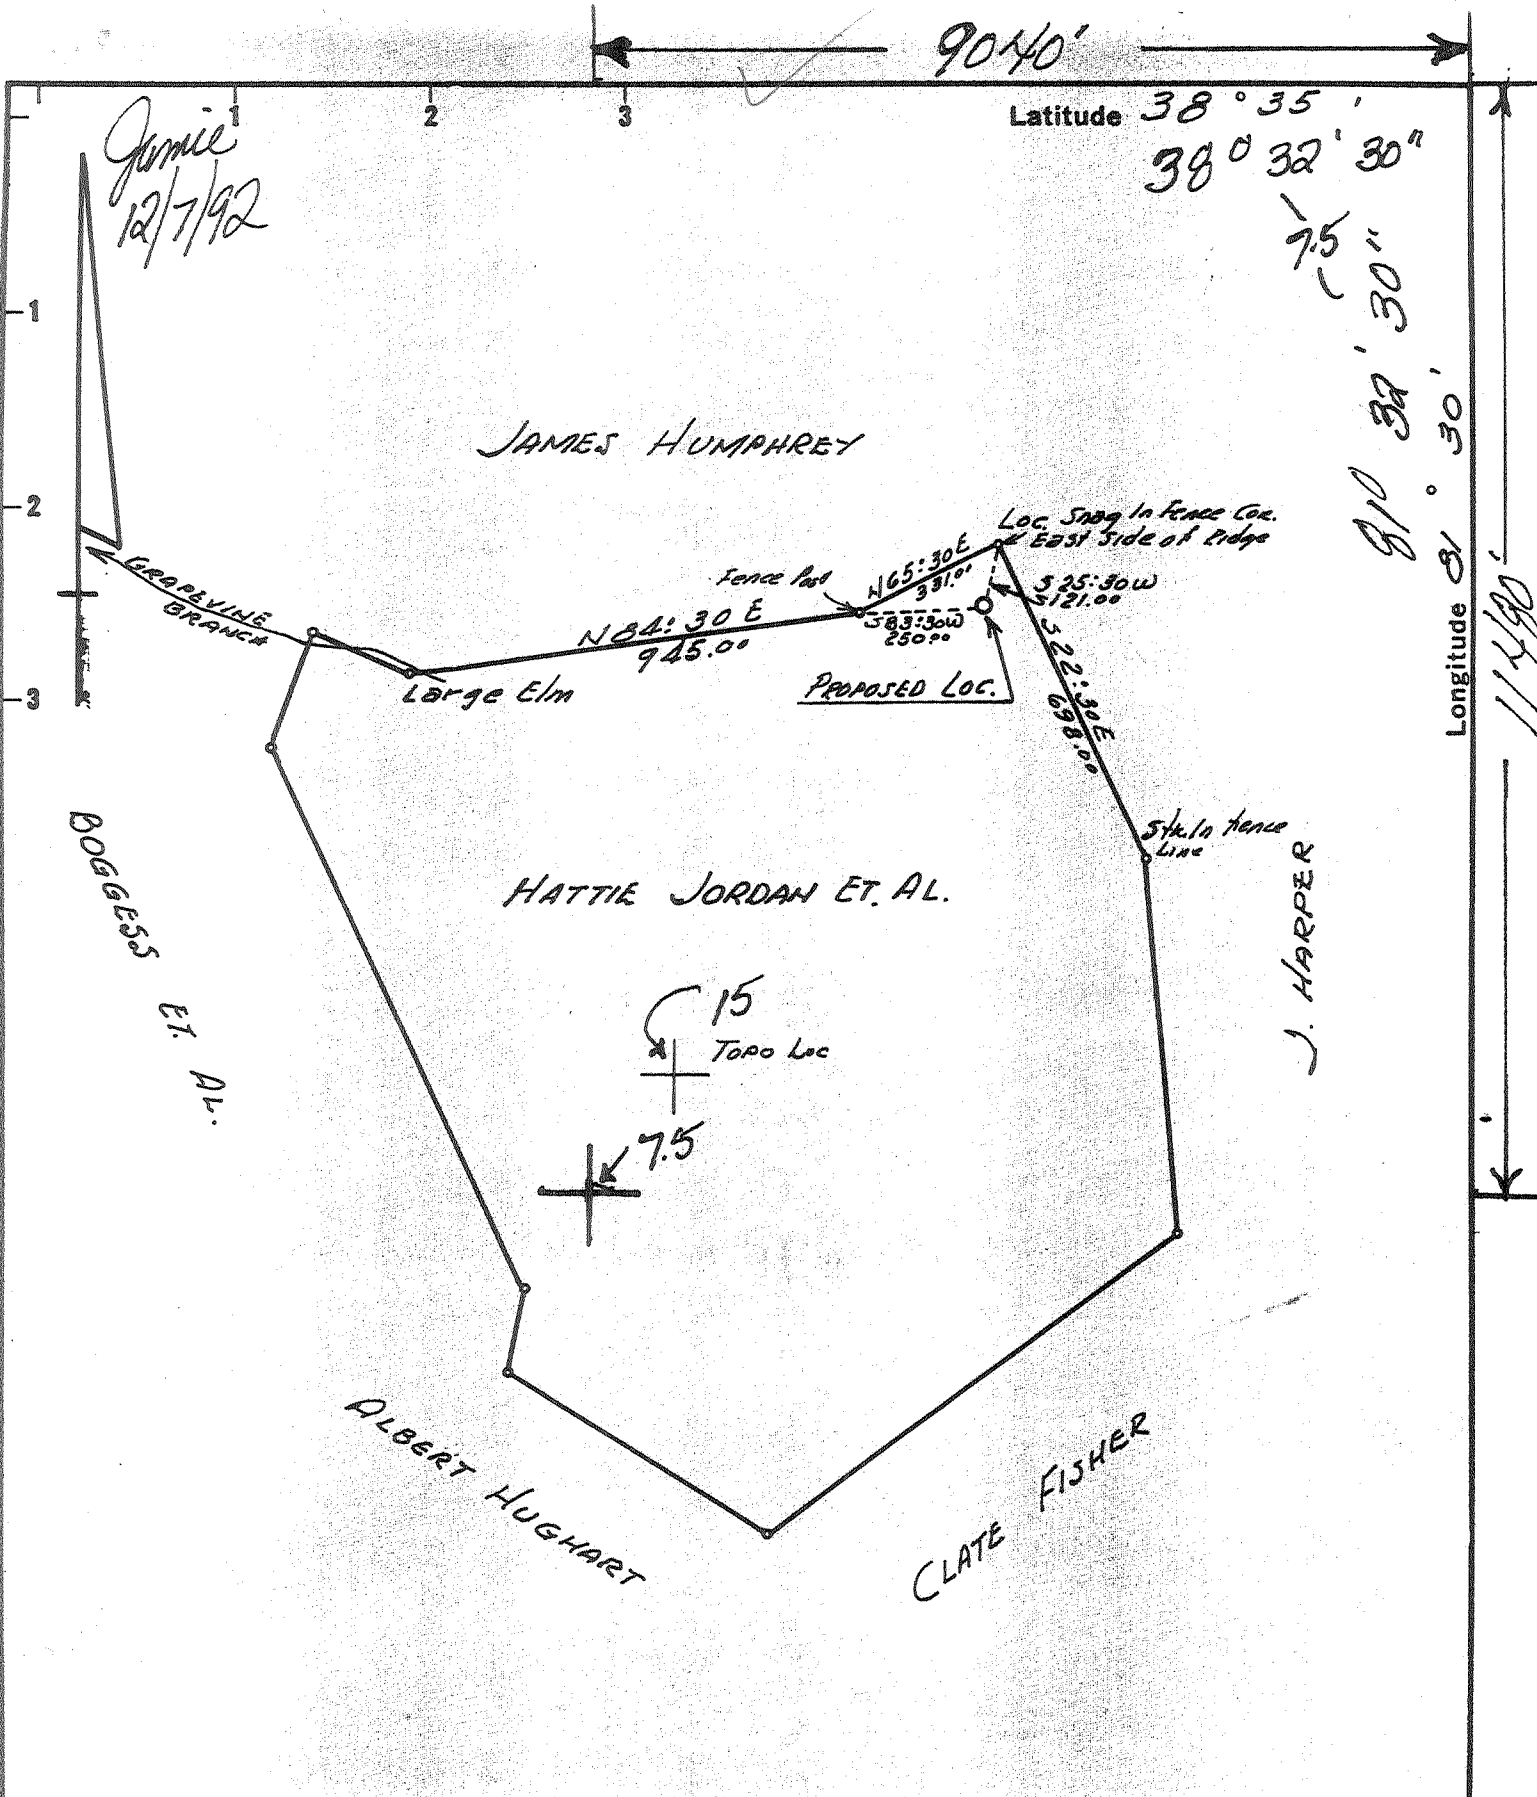 9040'
1 2 3
Latitude 38° 35'
38° 32' 30"
7.5
Jamie
12/7/92
1
2
3
81° 32' 30"
Longitude 81° 30'
JAMES HUMPHREY
Loc. Snag In Fence Cor.
East Side of Ridge
GRAPEVINE
BRANCH
Fence Post
N65:30E
331.0'
S25:30W
S121.00
N84:30 E
945.00
S83:30W
250.00
S22:30E
698.00
Large Elm
PROPOSED LOC.
Stk. In Fence
Line
BOGGESS ET. AL.
HATTIE JORDAN ET. AL.
J. HARPER
15
Topo Loc
7.5
ALBERT HUGHART
CLATE FISHER